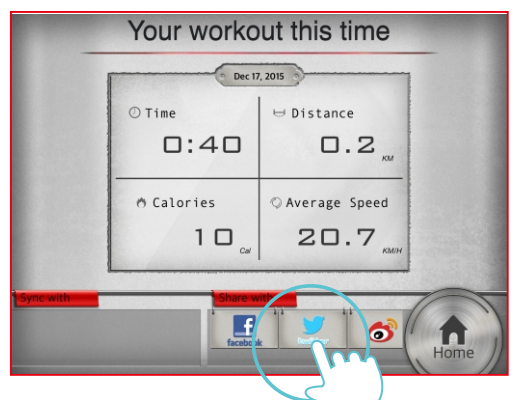 Your workout this time
Dec 17, 2015
Time
0:40
Distance
0.2 KM
Calories
10 Cal
Average Speed
20.7 KM/H
Sync with
Share with
facebook
Home